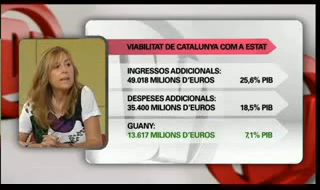 VIABILITAT DE CATALUNYA COM A ESTAT
INGRESSOS ADDICIONALS:
49.018 MILIONS D'EUROS 25,6% PIB
DESPESES ADDICIONALS:
35.400 MILIONS D'EUROS 18,5% PIB
GUANY:
13.617 MILIONS D'EUROS 7,1% PIB